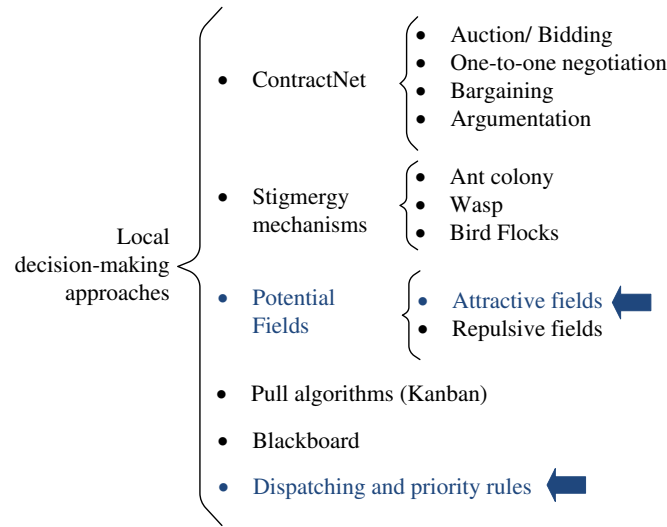 Local
decision-making
approaches
• ContractNet
• Auction/ Bidding
• One-to-one negotiation
• Bargaining
• Argumentation
• Stigmergy
mechanisms
• Ant colony
• Wasp
• Bird Flocks
• Potential
Fields
• Attractive fields
• Repulsive fields
• Pull algorithms (Kanban)
• Blackboard
• Dispatching and priority rules